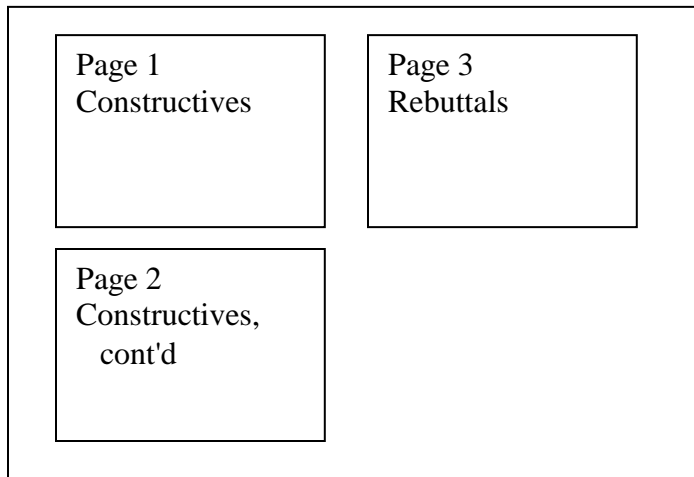 Page 1
Constructives
Page 3
Rebuttals
Page 2
Constructives,
cont'd